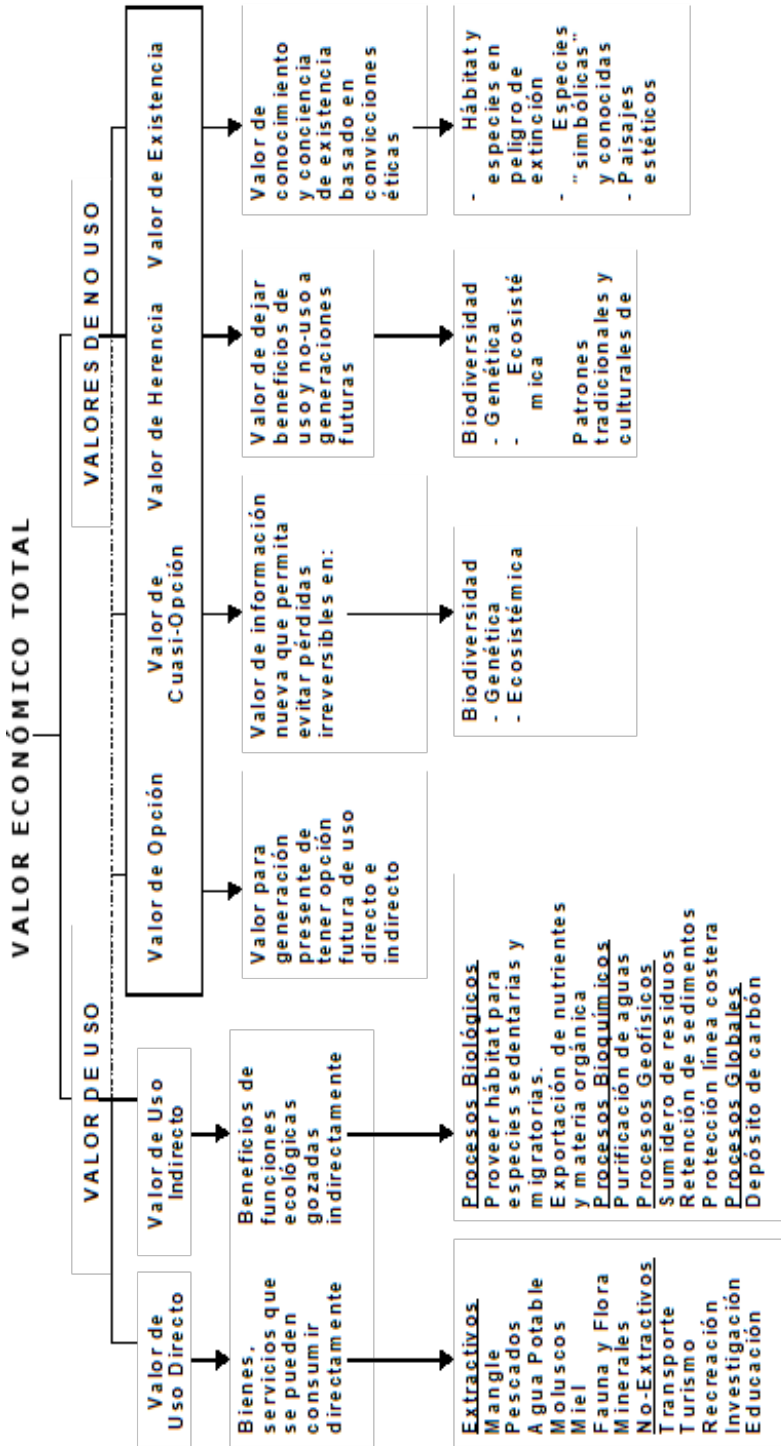 VALOR ECONÓMICO TOTAL
VALOR DE USO
VALORES DE NO USO
Valor de
Uso Directo
Valor de Uso
Indirecto
Valor de Opción
Valor de
Cuasi-Opción
Valor de Herencia
Valor de Existencia
Bienes,
servicios que
se pueden
consumir
directamente
Beneficios de
funciones
ecológicas
gozadas
indirectamente
Valor para
generación
presente de
tener opción
futura de uso
directo e
indirecto
Valor de información
nueva que permita
evitar pérdidas
irreversibles en:
Valor de dejar
beneficios de
uso y no-uso a
generaciones
futuras
Valor de
conocimiento
y conciencia
de existencia
basado en
convicciones
éticas
Extractivos
Mangle
Pescados
Agua Potable
Moluscos
Miel
Fauna y Flora
Minerales
No-Extractivos
Transporte
Turismo
Recreación
Investigación
Educación
Procesos Biológicos
Proveer hábitat para
especies sedentarias y
migratorias.
Exportación de nutrientes
y materia orgánica
Procesos Bioquímicos
Purificación de aguas
Procesos Geofísicos
Sumidero de residuos
Retención de sedimentos
Protección línea costera
Procesos Globales
Depósito de carbón
Biodiversidad
- Genética
- Ecosistémica
Biodiversidad
- Genética
- Ecosisté
mica
Patrones
tradicionales y
culturales de
- Hábitat y
especies en
peligro de
extinción
- Especies
"simbólicas"
y conocidas
- Paisajes
estéticos